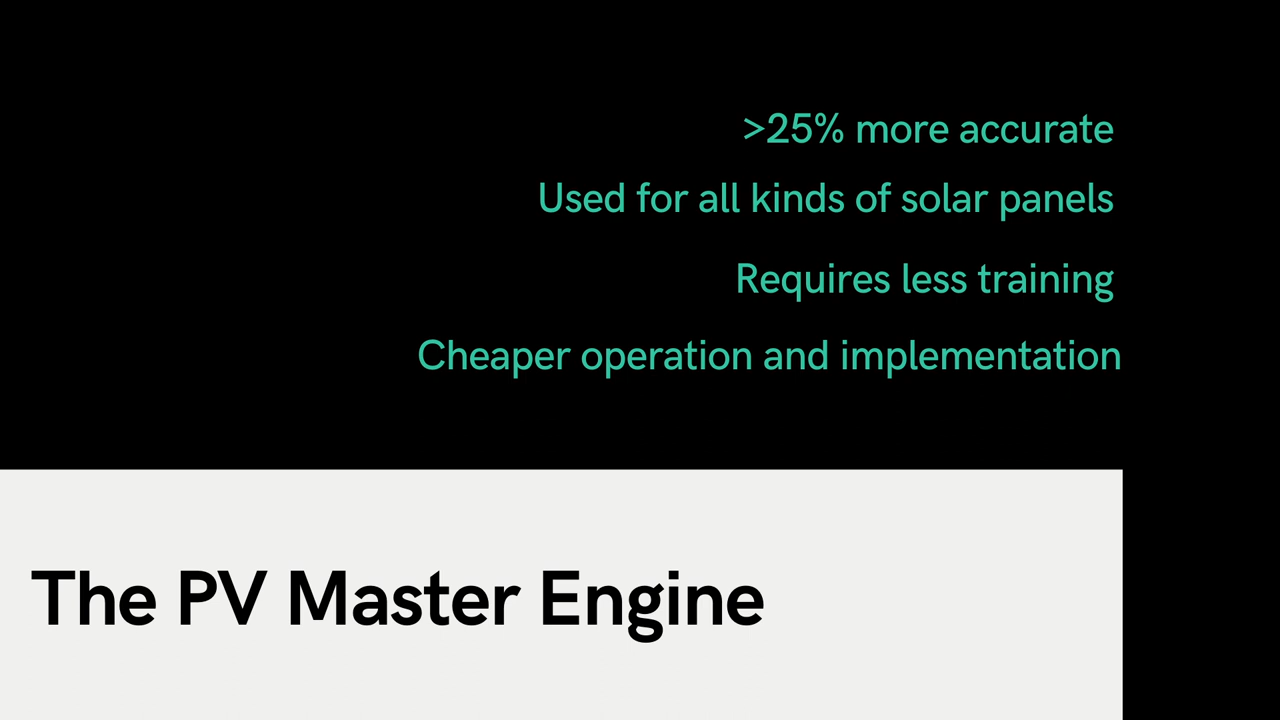 >25% more accurate
Used for all kinds of solar panels
Requires less training
Cheaper operation and implementation
The PV Master Engine